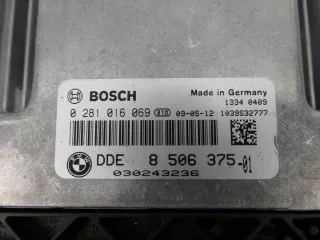 BOSCH
Made in Germany
1334 0409
0 281 016 069 910 09-05-12 1039S32777
DDE 8 506 375-01
030243236